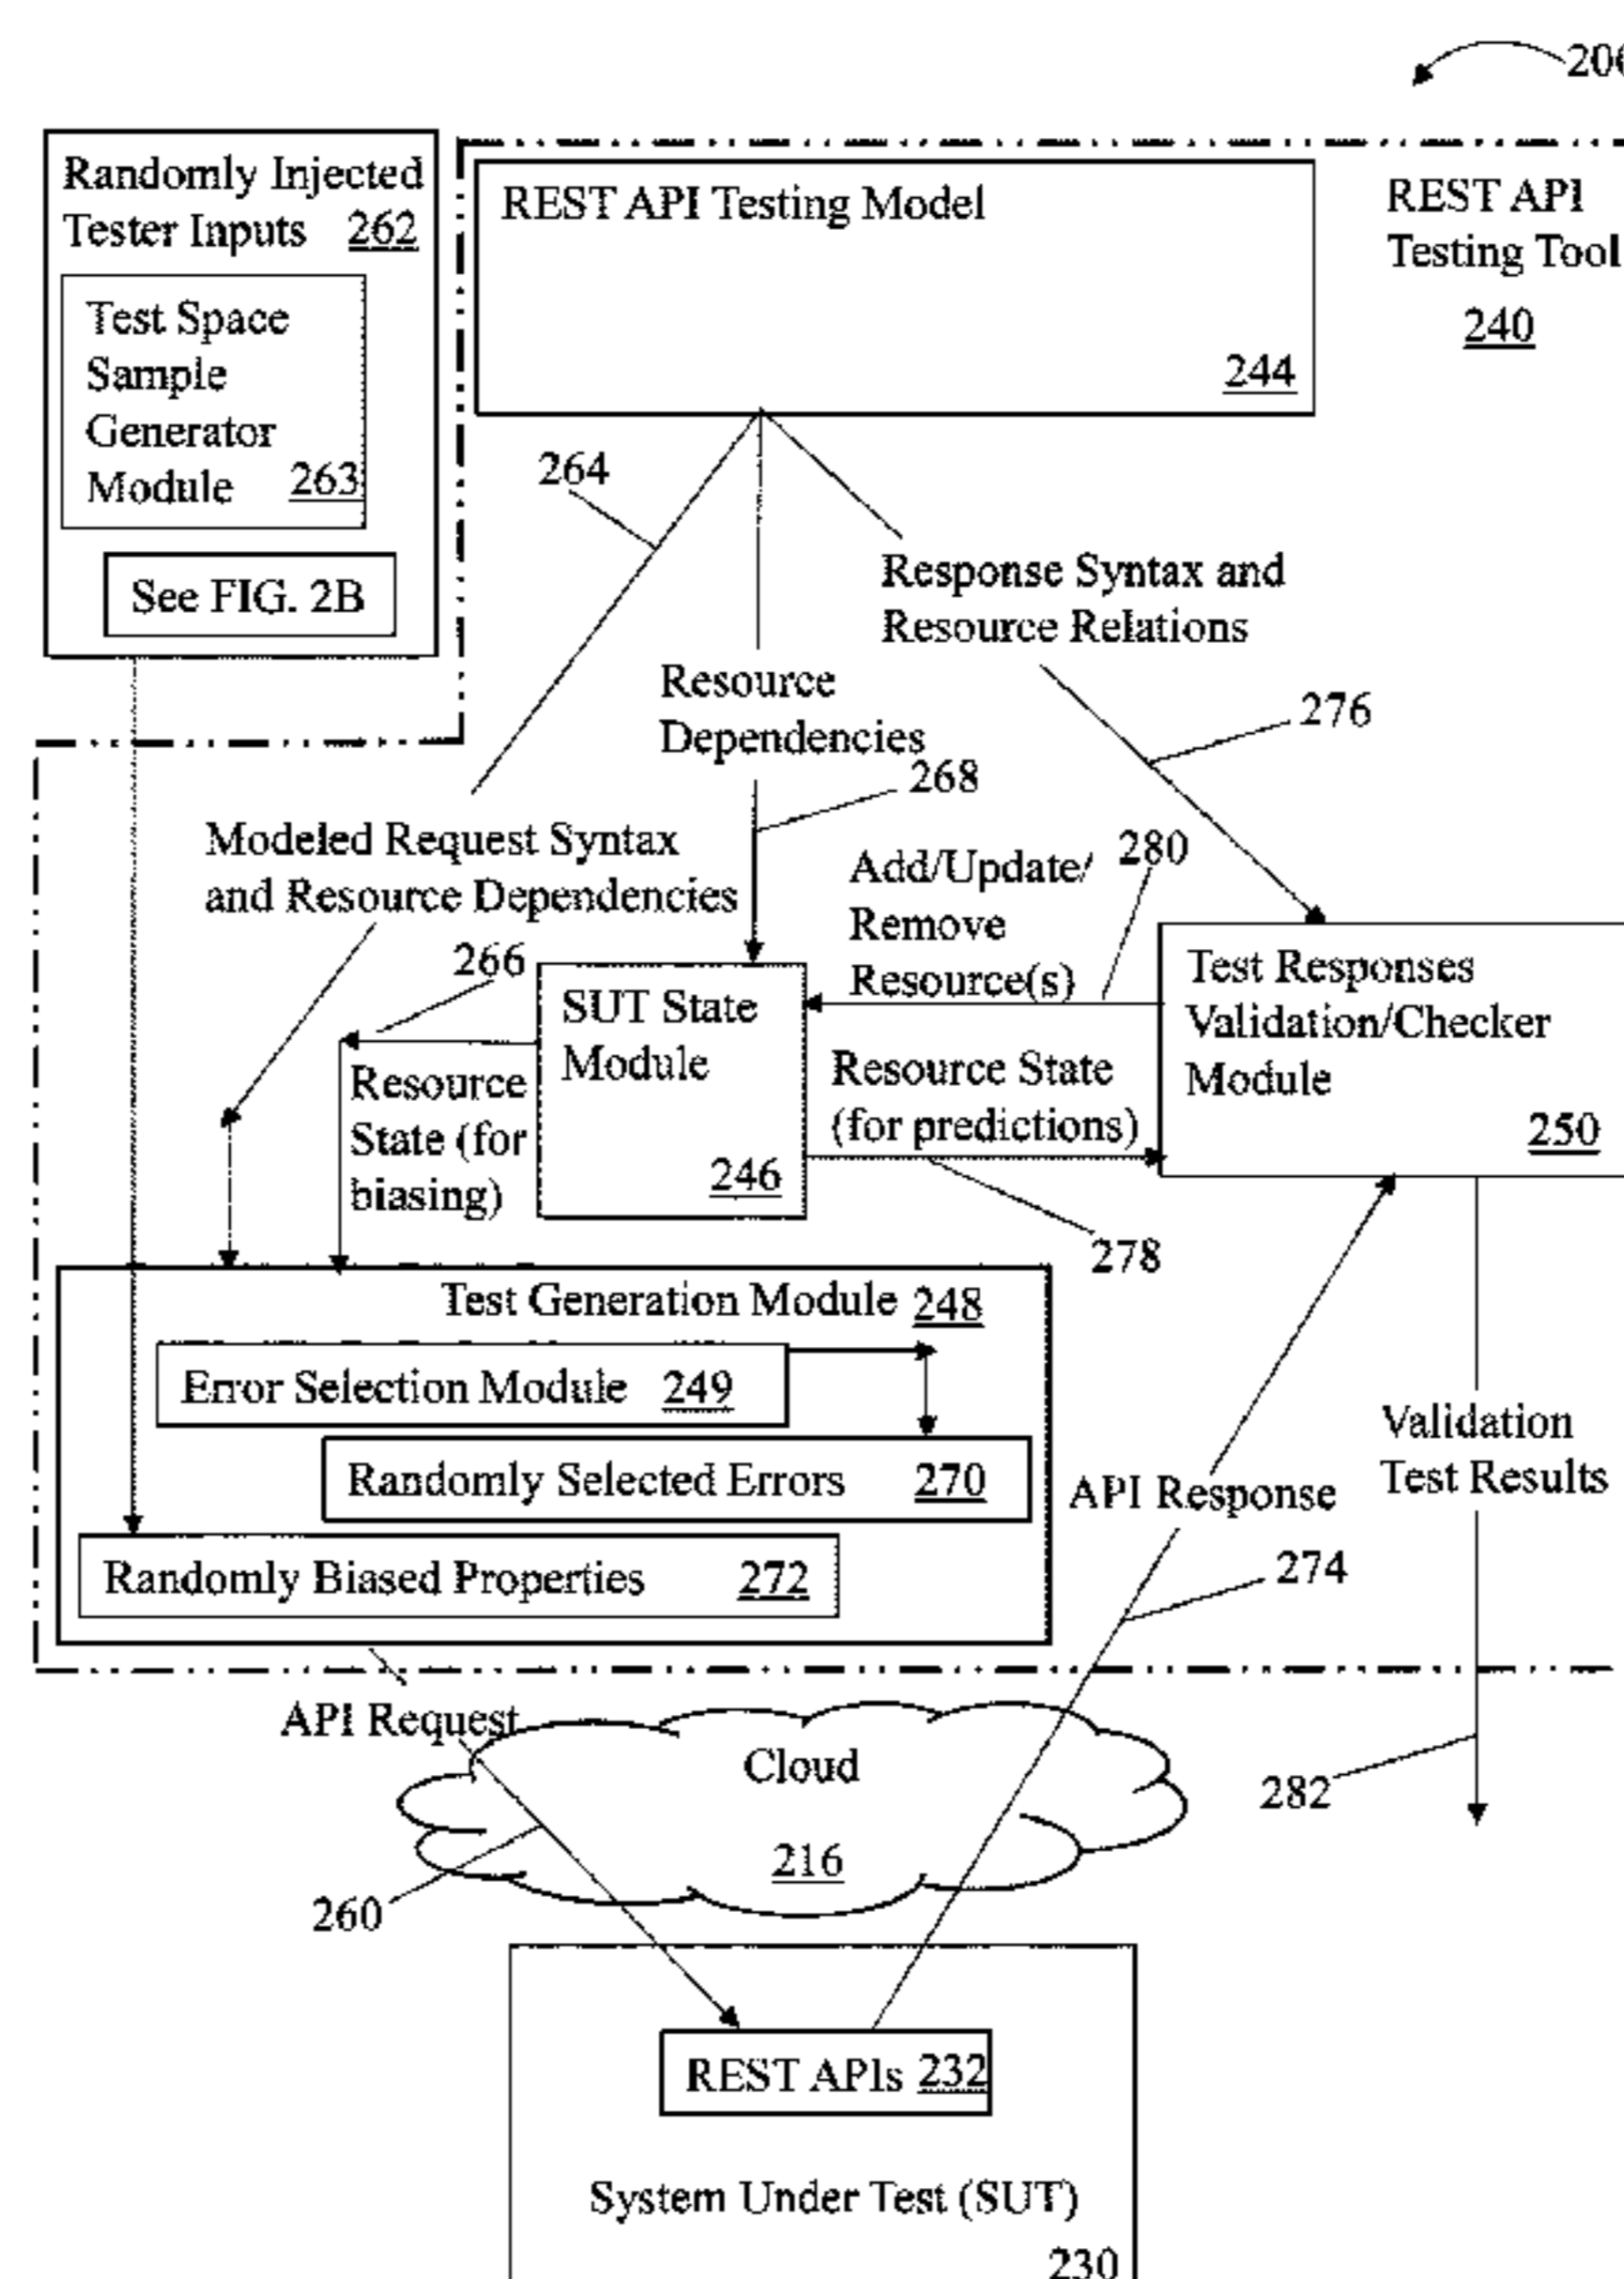 206
Randomly Injected
Tester Inputs 262
Test Space
Sample
Generator
Module 263
See FIG. 2B
REST API Testing Model
244
REST API
Testing Tool
240
264
Response Syntax and
Resource Relations
276
Resource
Dependencies
268
Modeled Request Syntax
and Resource Dependencies
266
Add/Update/
Remove
Resource(s)
280
SUT State
Module
246
Resource
State (for
biasing)
Resource State
(for predictions)
278
Test Responses
Validation/Checker
Module
250
Test Generation Module 248
Error Selection Module 249
Randomly Selected Errors 270
Randomly Biased Properties 272
API Response
274
Validation
Test Results
282
API Request
260
Cloud
216
REST APIs 232
System Under Test (SUT)
230